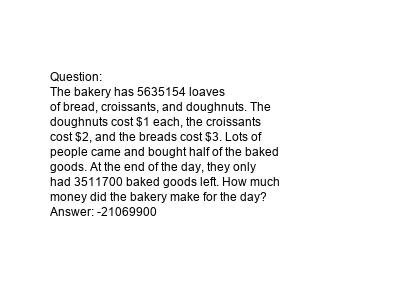 Question:
The bakery has 5635154 loaves
of bread, croissants, and doughnuts. The
doughnuts cost $1 each, the croissants
cost $2, and the breads cost $3. Lots of
people came and bought half of the baked
goods. At the end of the day, they only
had 3511700 baked goods left. How much
money did the bakery make for the day?
Answer: -21069900